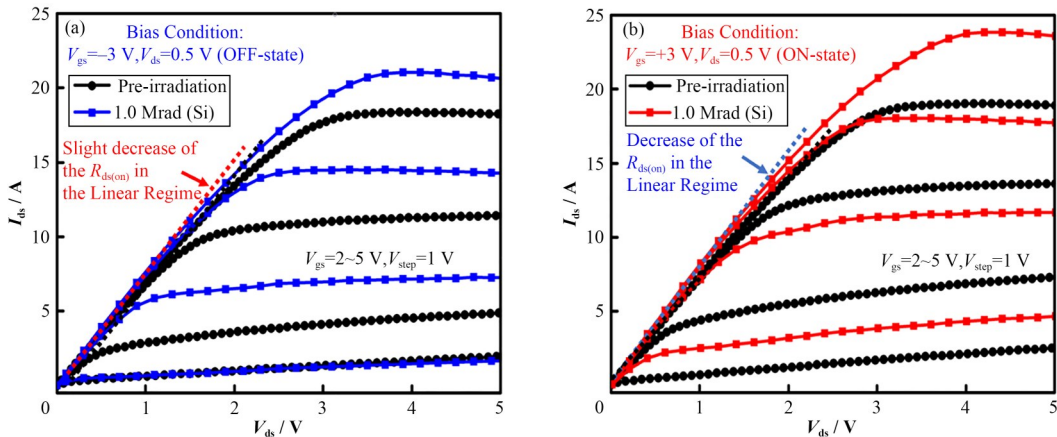 (a)
Bias Condition:
Vgs=−3 V,Vds=0.5 V (OFF-state)
Pre-irradiation
1.0 Mrad (Si)
Slight decrease of
the Rds(on) in
the Linear Regime
Vgs=2~5 V,Vstep=1 V
25
20
15
10
5
0
1
2
3
4
5
Ids / A
Vds / V
(b)
Bias Condition:
Vgs=+3 V,Vds=0.5 V (ON-state)
Pre-irradiation
1.0 Mrad (Si)
Decrease of the
Rds(on) in the
Linear Regime
Vgs=2~5 V,Vstep=1 V
25
20
15
10
5
0
1
2
3
4
5
Ids / A
Vds / V